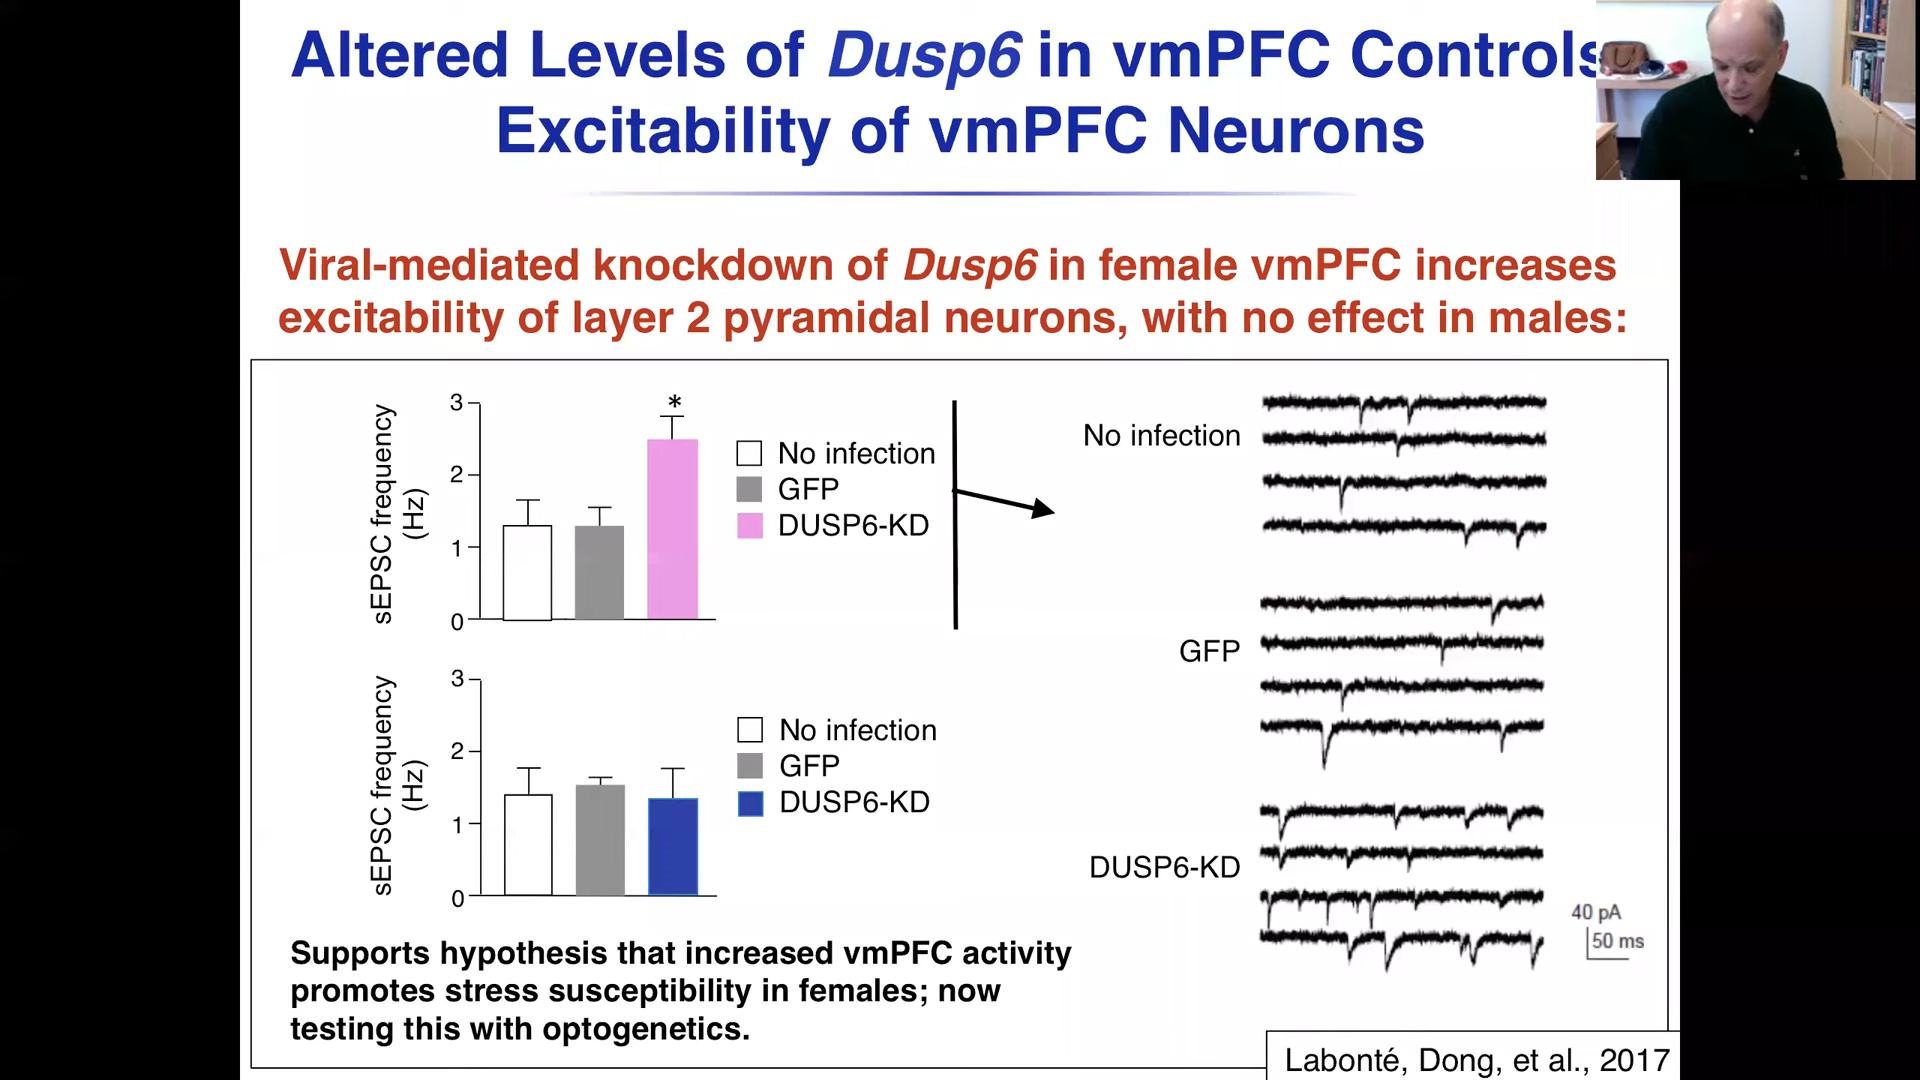 Altered Levels of Dusp6 in vmPFC Controls
Excitability of vmPFC Neurons
Viral-mediated knockdown of Dusp6 in female vmPFC increases
excitability of layer 2 pyramidal neurons, with no effect in males:
sEPSC frequency
(Hz)
3
2
1
0
*
No infection
GFP
DUSP6-KD
sEPSC frequency
(Hz)
3
2
1
0
No infection
GFP
DUSP6-KD
No infection
GFP
DUSP6-KD
40 pA
50 ms
Supports hypothesis that increased vmPFC activity
promotes stress susceptibility in females; now
testing this with optogenetics.
Labonté, Dong, et al., 2017